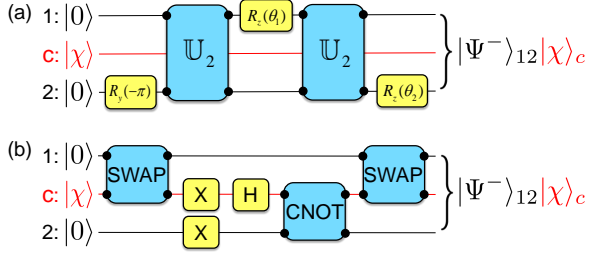 (a) 1: |0⟩ R_z(θ_1)
c: |χ⟩ 𝕌_2 𝕌_2 |Ψ⁻⟩_12 |χ⟩_c
2: |0⟩ R_y(-π) R_z(θ_2)
(b) 1: |0⟩ SWAP SWAP
c: |χ⟩ X H CNOT |Ψ⁻⟩_12 |χ⟩_c
2: |0⟩ X